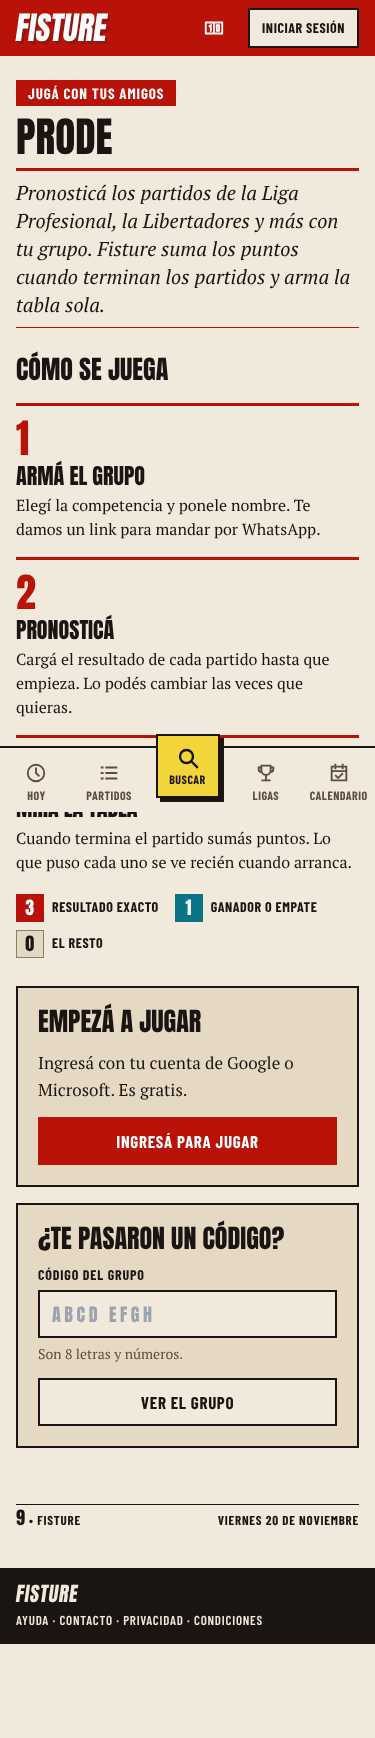 FISTURE
INICIAR SESIÓN
JUGÁ CON TUS AMIGOS
PRODE
Pronosticá los partidos de la Liga
Profesional, la Libertadores y más con
tu grupo. Fisture suma los puntos
cuando terminan los partidos y arma la
tabla sola.
CÓMO SE JUEGA
1
ARMÁ EL GRUPO
Elegí la competencia y ponele nombre. Te
damos un link para mandar por WhatsApp.
2
PRONOSTICÁ
Cargá el resultado de cada partido hasta que
empieza. Lo podés cambiar las veces que
quieras.
HOY
PARTIDOS
BUSCAR
LIGAS
CALENDARIO
Cuando termina el partido sumás puntos. Lo
que puso cada uno se ve recién cuando arranca.
3 RESULTADO EXACTO 1 GANADOR O EMPATE
0 EL RESTO
EMPEZÁ A JUGAR
Ingresá con tu cuenta de Google o
Microsoft. Es gratis.
INGRESÁ PARA JUGAR
¿TE PASARON UN CÓDIGO?
CÓDIGO DEL GRUPO
ABCD EFGH
Son 8 letras y números.
VER EL GRUPO
9 • FISTURE VIERNES 20 DE NOVIEMBRE
FISTURE
AYUDA · CONTACTO · PRIVACIDAD · CONDICIONES